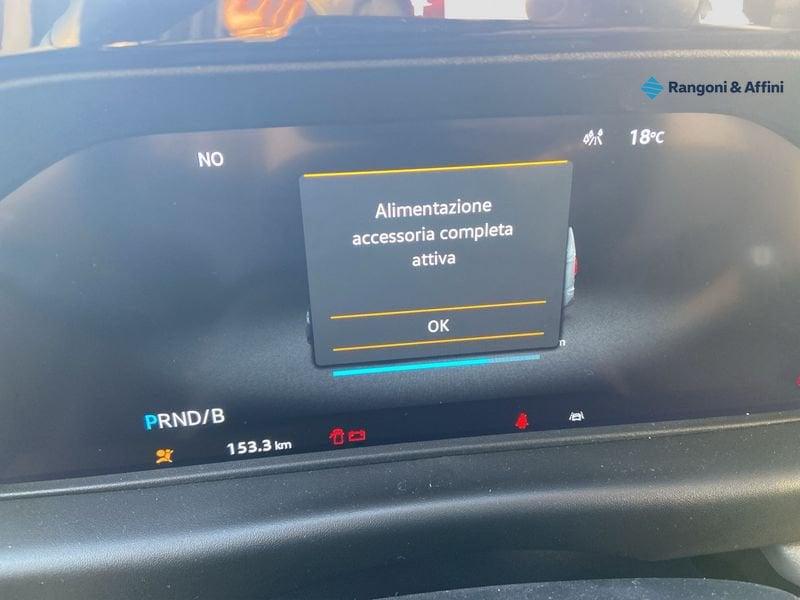 Rangoni & Affini
NO
18°C
Alimentazione
accessoria completa
attiva
OK
PRND/B
153.3 km